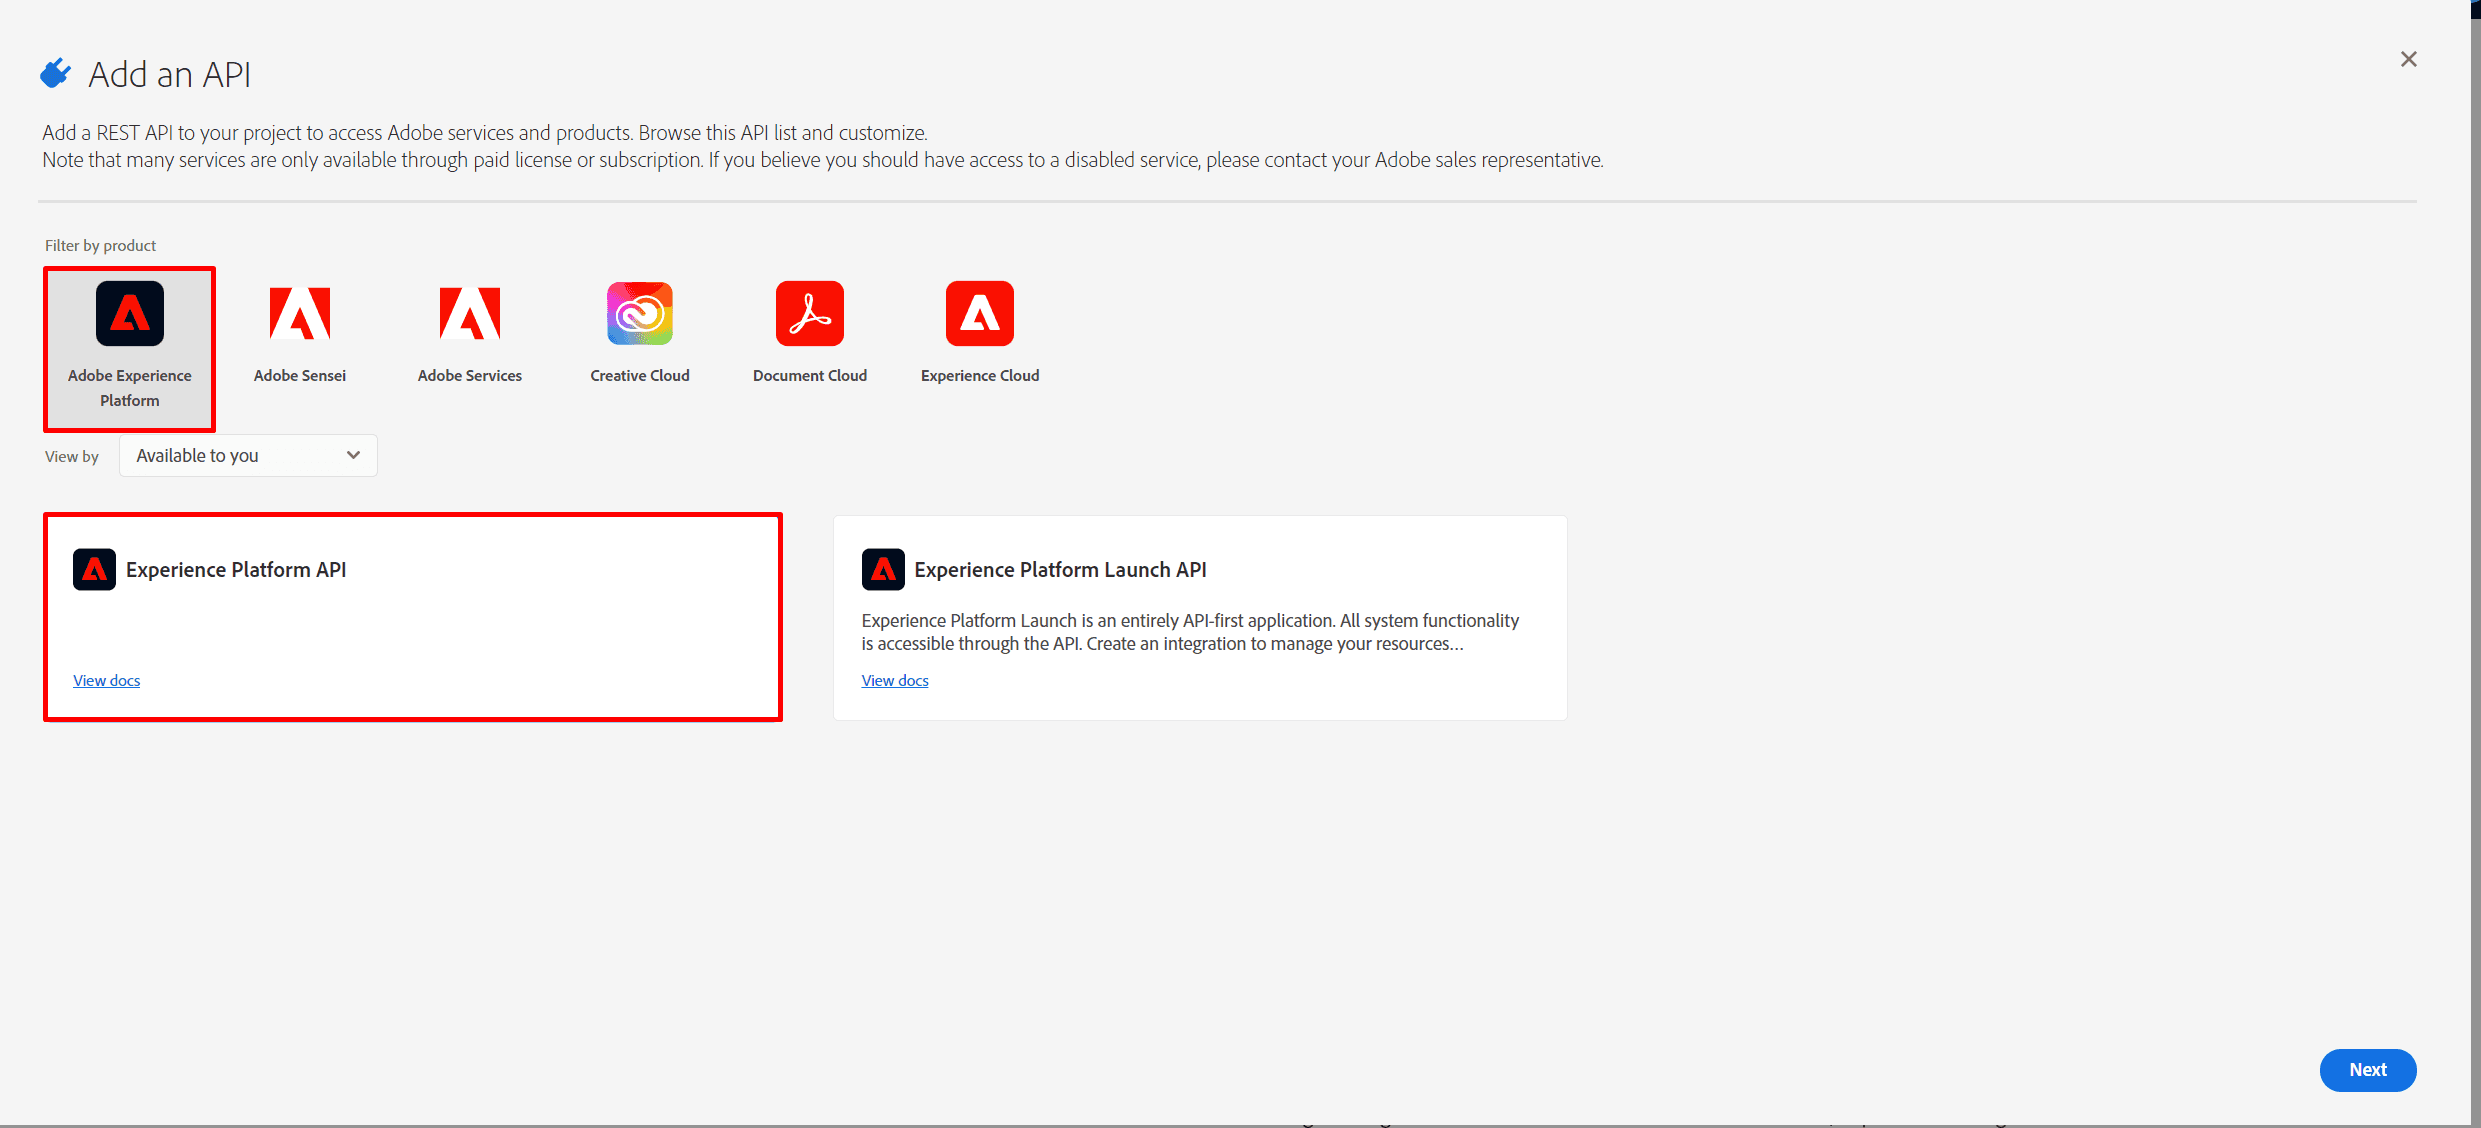 Add an API
Add a REST API to your project to access Adobe services and products. Browse this API list and customize.
Note that many services are only available through paid license or subscription. If you believe you should have access to a disabled service, please contact your Adobe sales representative.
Filter by product
Adobe Experience
Platform
Adobe Sensei
Adobe Services
Creative Cloud
Document Cloud
Experience Cloud
View by
Available to you
Experience Platform API
View docs
Experience Platform Launch API
Experience Platform Launch is an entirely API-first application. All system functionality
is accessible through the API. Create an integration to manage your resources…
View docs
Next